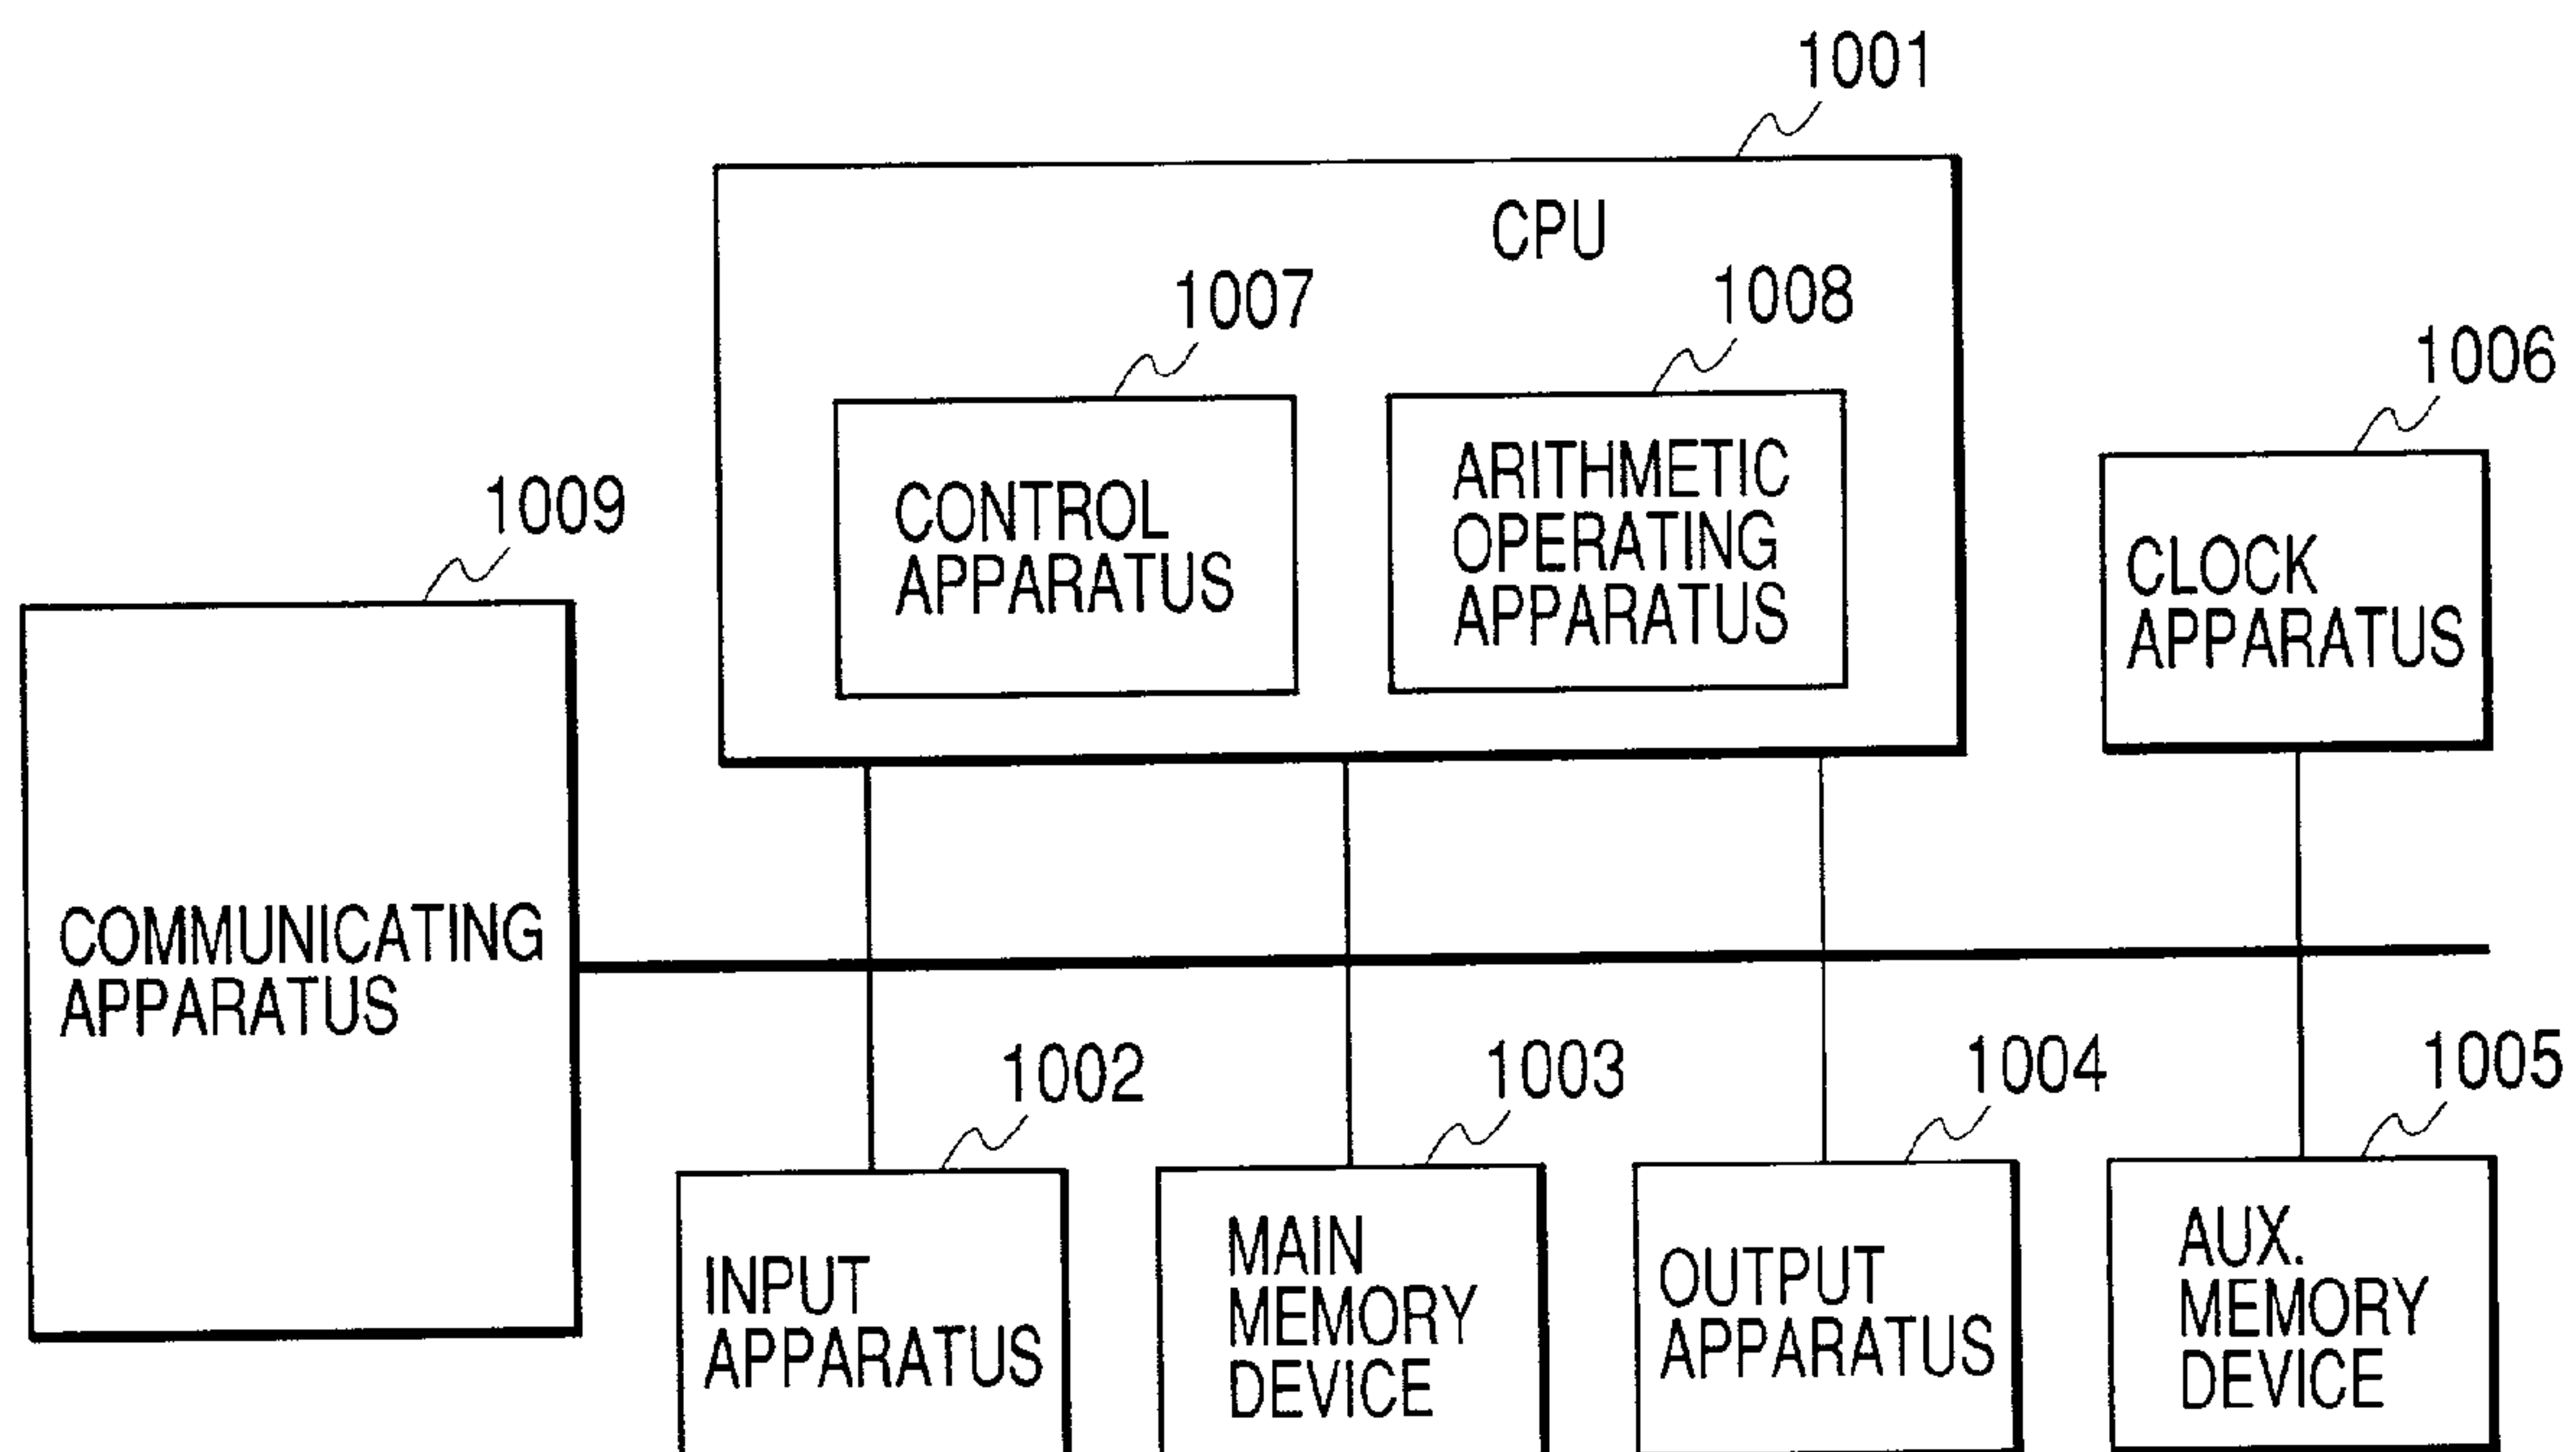 1001
CPU
1007
1008
1006
CONTROL
APPARATUS
ARITHMETIC
OPERATING
APPARATUS
CLOCK
APPARATUS
1009
COMMUNICATING
APPARATUS
1002
1003
1004
1005
INPUT
APPARATUS
MAIN
MEMORY
DEVICE
OUTPUT
APPARATUS
AUX.
MEMORY
DEVICE